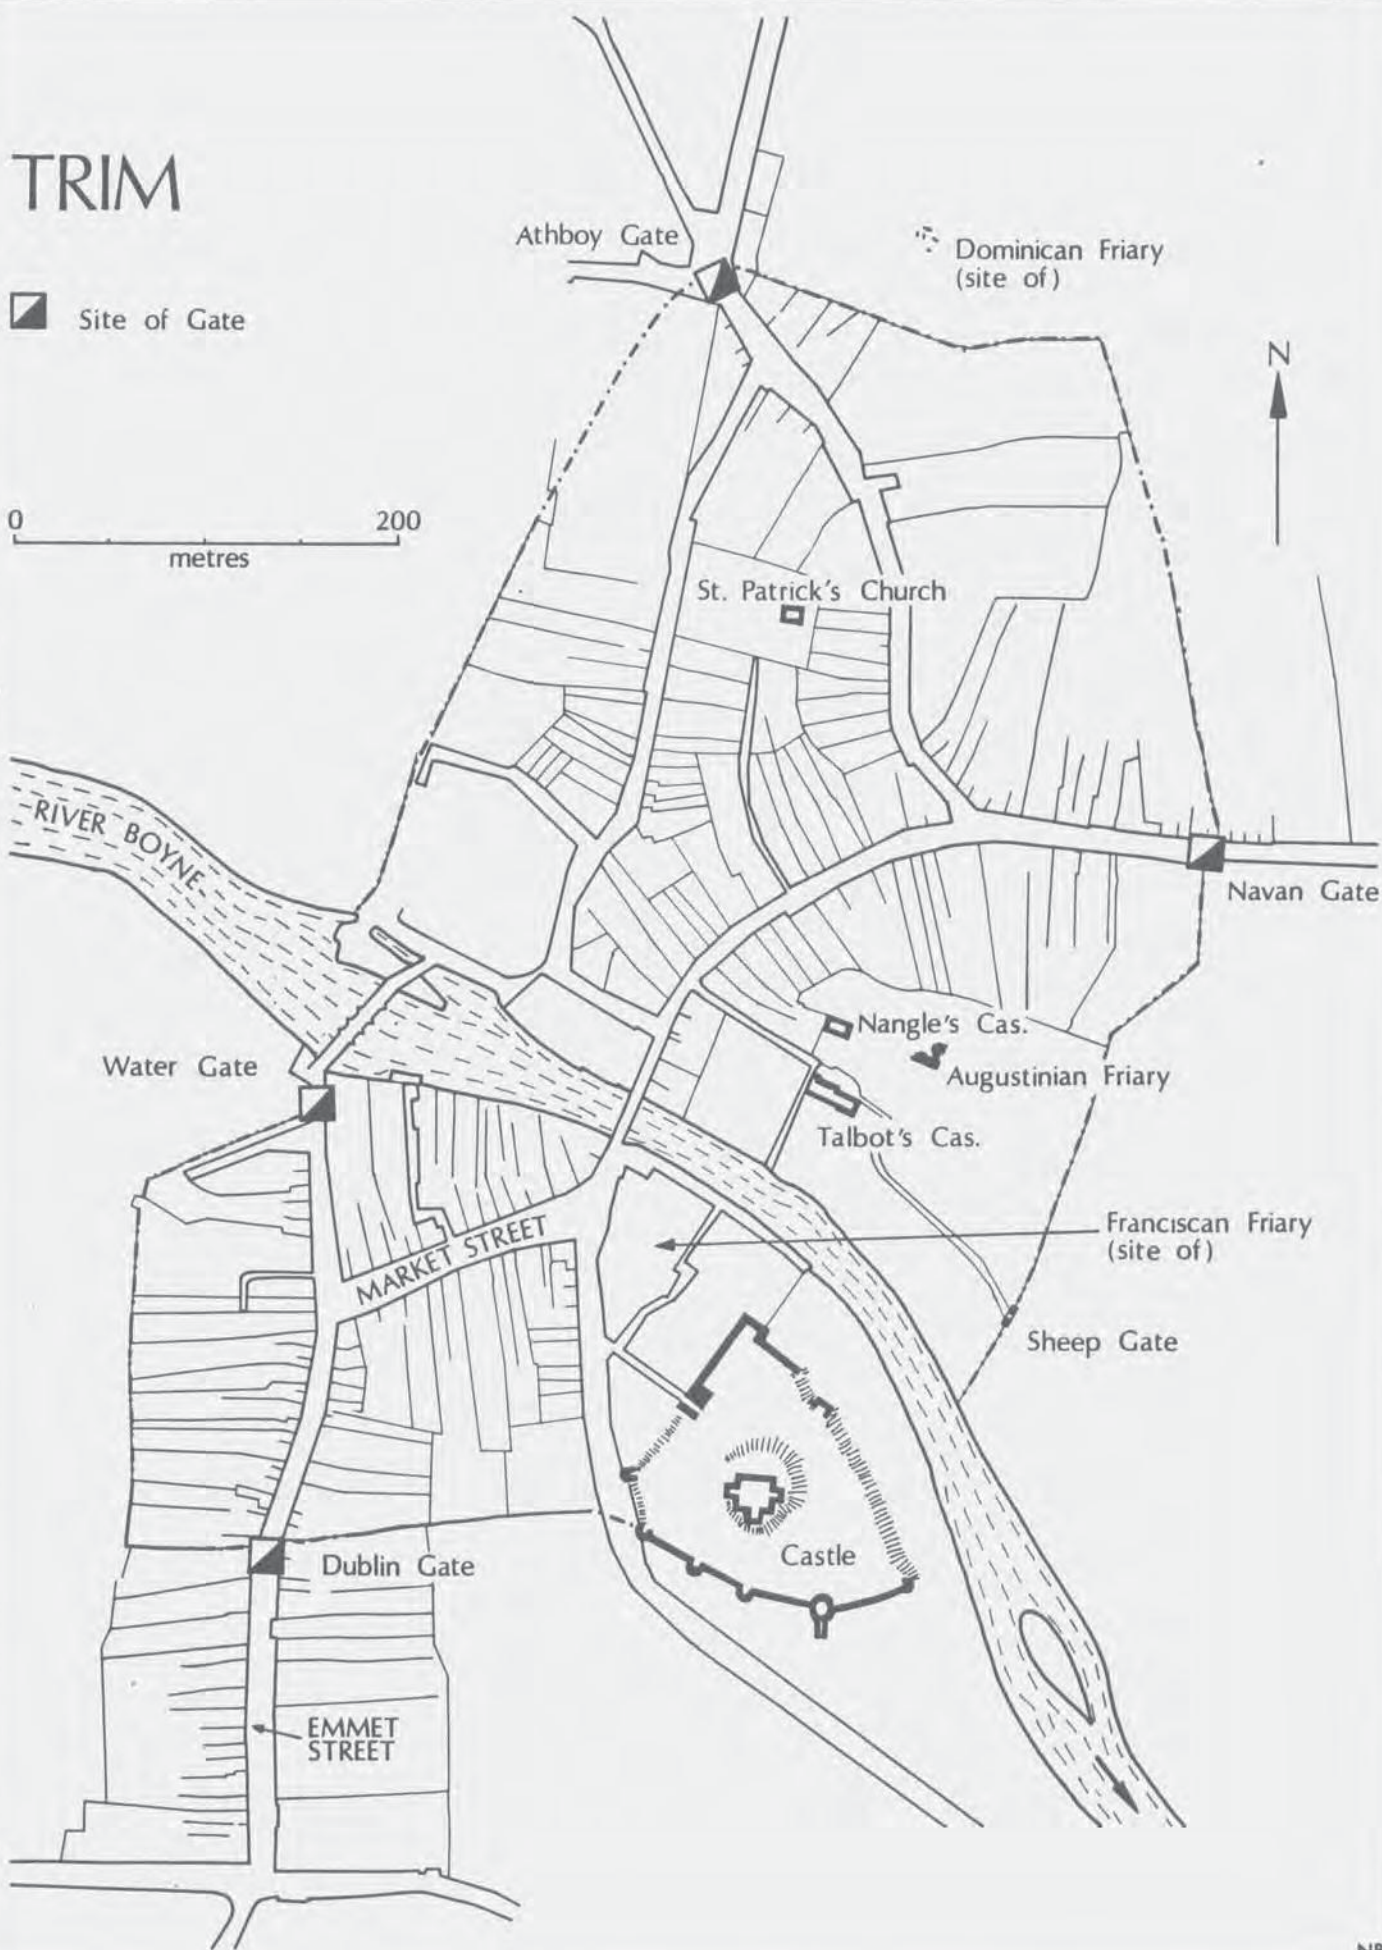 TRIM
Athboy Gate
Dominican Friary
(site of)
Site of Gate
N
0 200
metres
St. Patrick's Church
RIVER BOYNE
Navan Gate
Nangle's Cas.
Water Gate
Augustinian Friary
Talbot's Cas.
Franciscan Friary
(site of)
MARKET STREET
Sheep Gate
Castle
Dublin Gate
EMMET
STREET